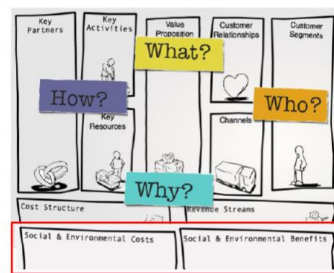 Key
Partners
Key
Activities
Value
Proposition
Customer
Relationships
Customer
Segments
What?
How?
Who?
Key
Resources
Channels
Why?
Cost Structure
Revenue Streams
Social & Environmental Costs
Social & Environmental Benefits